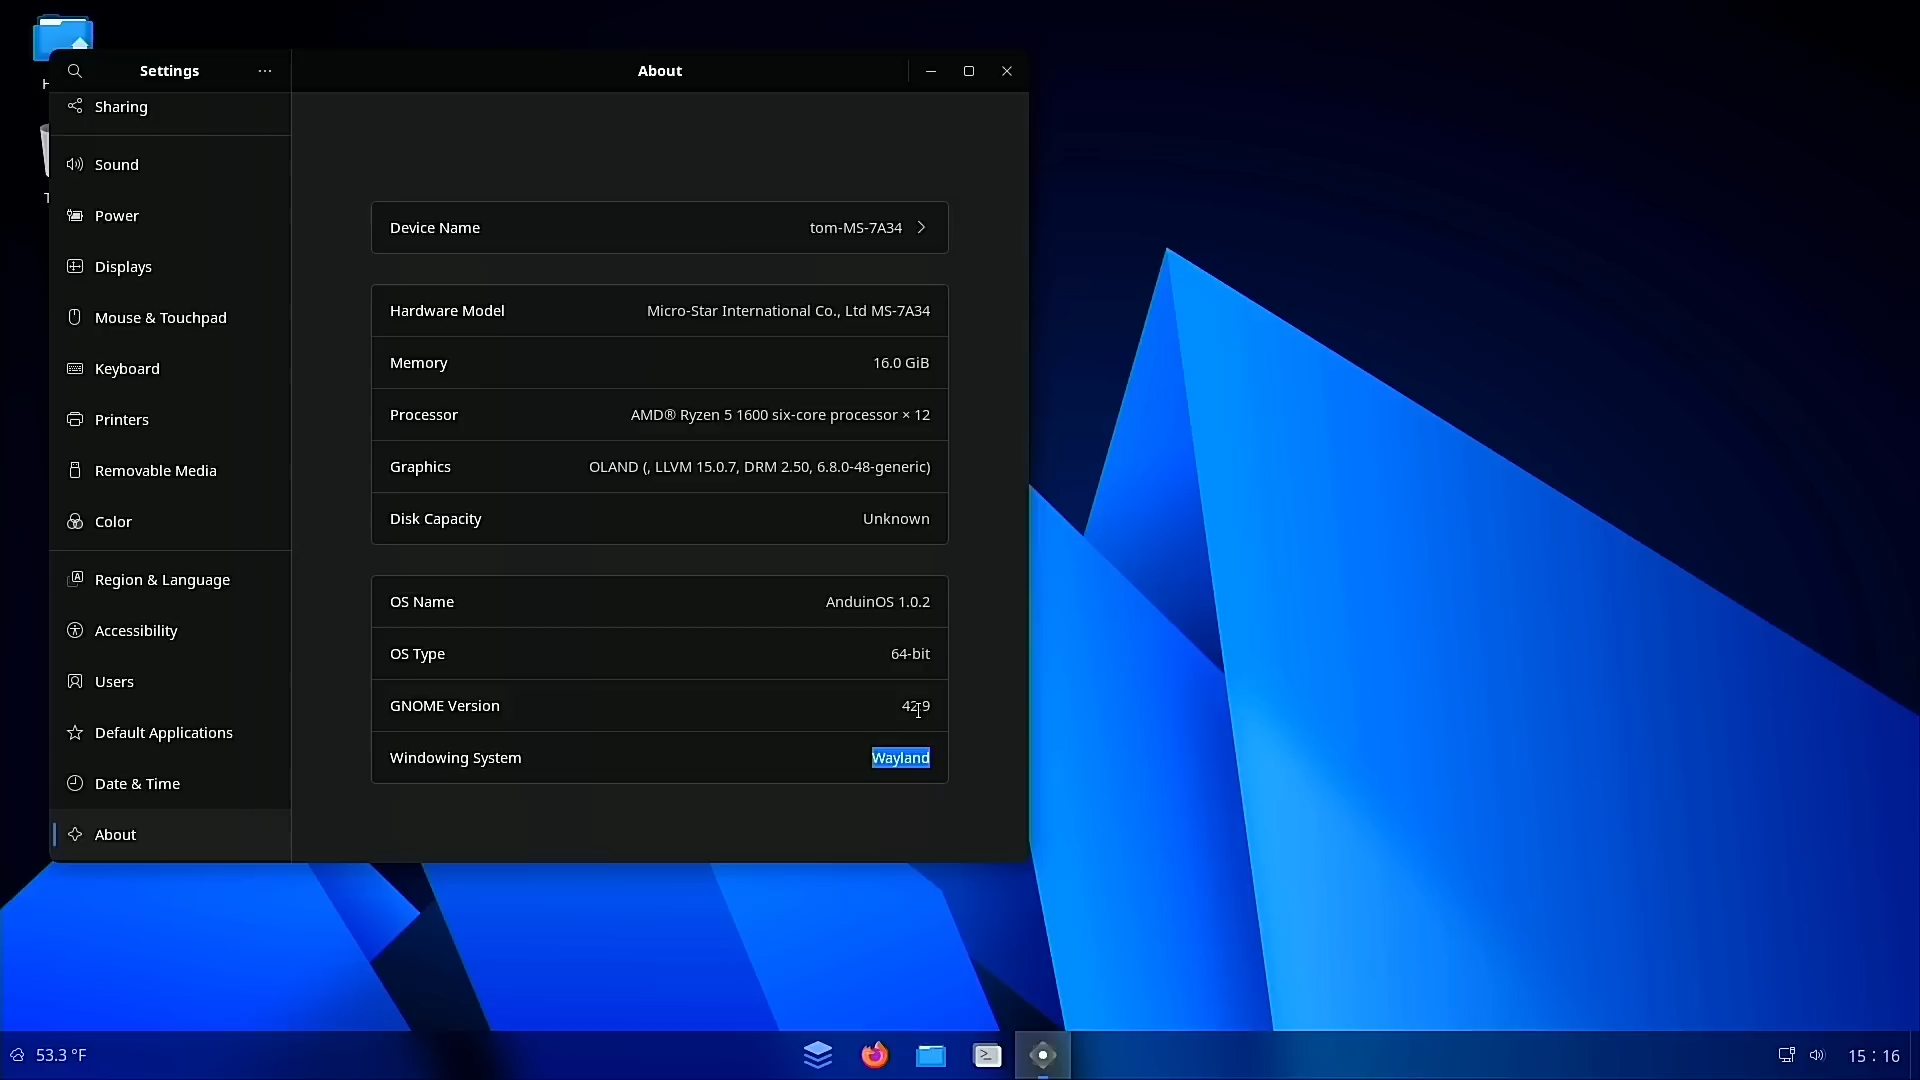 H
T
Settings
About
Sharing
Sound
Power
Displays
Mouse & Touchpad
Keyboard
Printers
Removable Media
Color
Region & Language
Accessibility
Users
Default Applications
Date & Time
About
Device Name tom-MS-7A34
Hardware Model Micro-Star International Co., Ltd MS-7A34
Memory 16.0 GiB
Processor AMD® Ryzen 5 1600 six-core processor × 12
Graphics OLAND (, LLVM 15.0.7, DRM 2.50, 6.8.0-48-generic)
Disk Capacity Unknown
OS Name AnduinOS 1.0.2
OS Type 64-bit
GNOME Version 42.9
Windowing System Wayland
53.3 °F
15 : 16